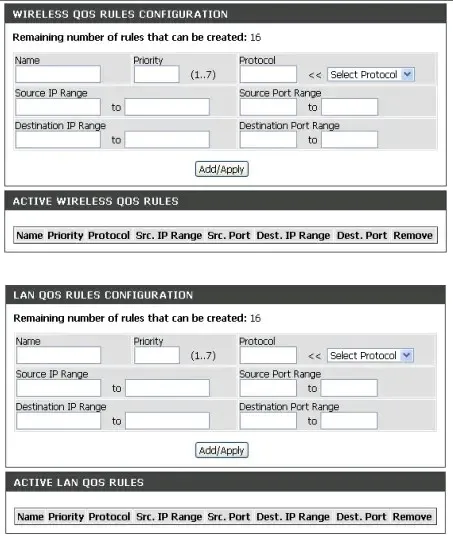 WIRELESS QOS RULES CONFIGURATION
Remaining number of rules that can be created: 16
Name Priority Protocol
(1..7) << Select Protocol
Source IP Range Source Port Range
to to
Destination IP Range Destination Port Range
to to
Add/Apply
ACTIVE WIRELESS QOS RULES
Name Priority Protocol Src. IP Range Src. Port Dest. IP Range Dest. Port Remove
LAN QOS RULES CONFIGURATION
Remaining number of rules that can be created: 16
Name Priority Protocol
(1..7) << Select Protocol
Source IP Range Source Port Range
to to
Destination IP Range Destination Port Range
to to
Add/Apply
ACTIVE LAN QOS RULES
Name Priority Protocol Src. IP Range Src. Port Dest. IP Range Dest. Port Remove